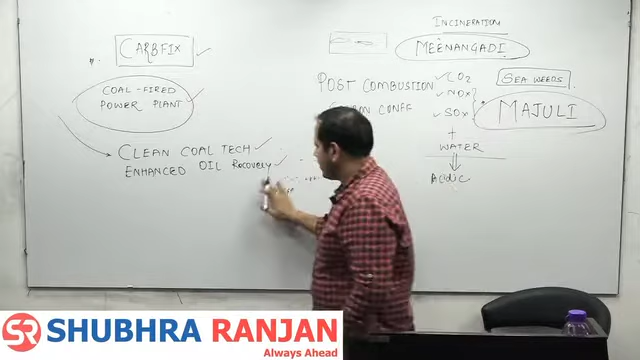 CARBFIX
COAL-FIRED
POWER PLANT
CLEAN COAL TECH
ENHANCED OIL RECOVERY
INCINERATION
MEENANGADI
POST COMBUSTION
CO2
NOx
SOx
+
WATER
Acidic
SEA WEEDS
MAJULI
SR
SHUBHRA RANJAN
Always Ahead